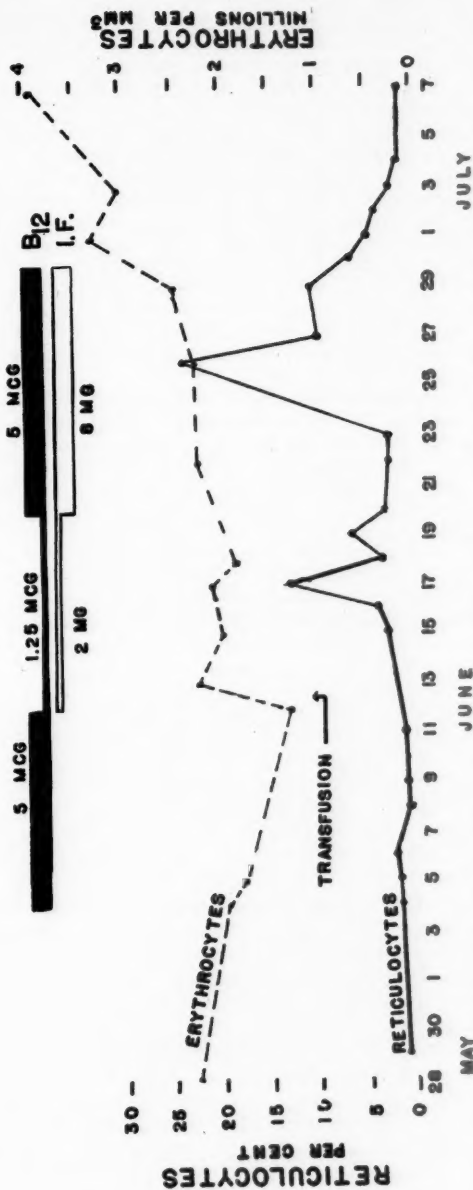 5 MCG 1.25 MCG 5 MCG B12
2 MG 8 MG I.F.
ERYTHROCYTES
TRANSFUSION
RETICULOCYTES
RETICULOCYTES
PER CENT
30
25
20
15
10
5
0
ERYTHROCYTES
MILLIONS PER MM3
4
3
2
1
0
28 30 1 3 5 7 9 11 13 15 17 19 21 23 25 27 29 1 3 5 7
MAY JUNE JULY